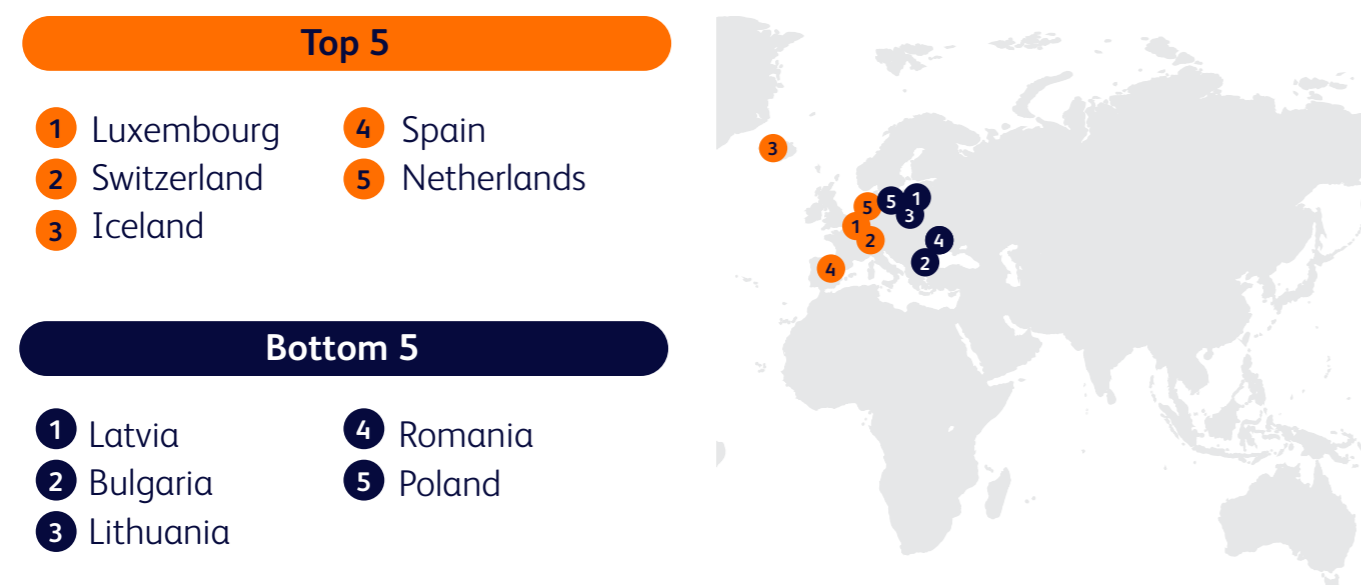 Top 5
1 Luxembourg
2 Switzerland
3 Iceland
4 Spain
5 Netherlands
Bottom 5
1 Latvia
2 Bulgaria
3 Lithuania
4 Romania
5 Poland
3
5
1
2
4
5
1
3
4
2